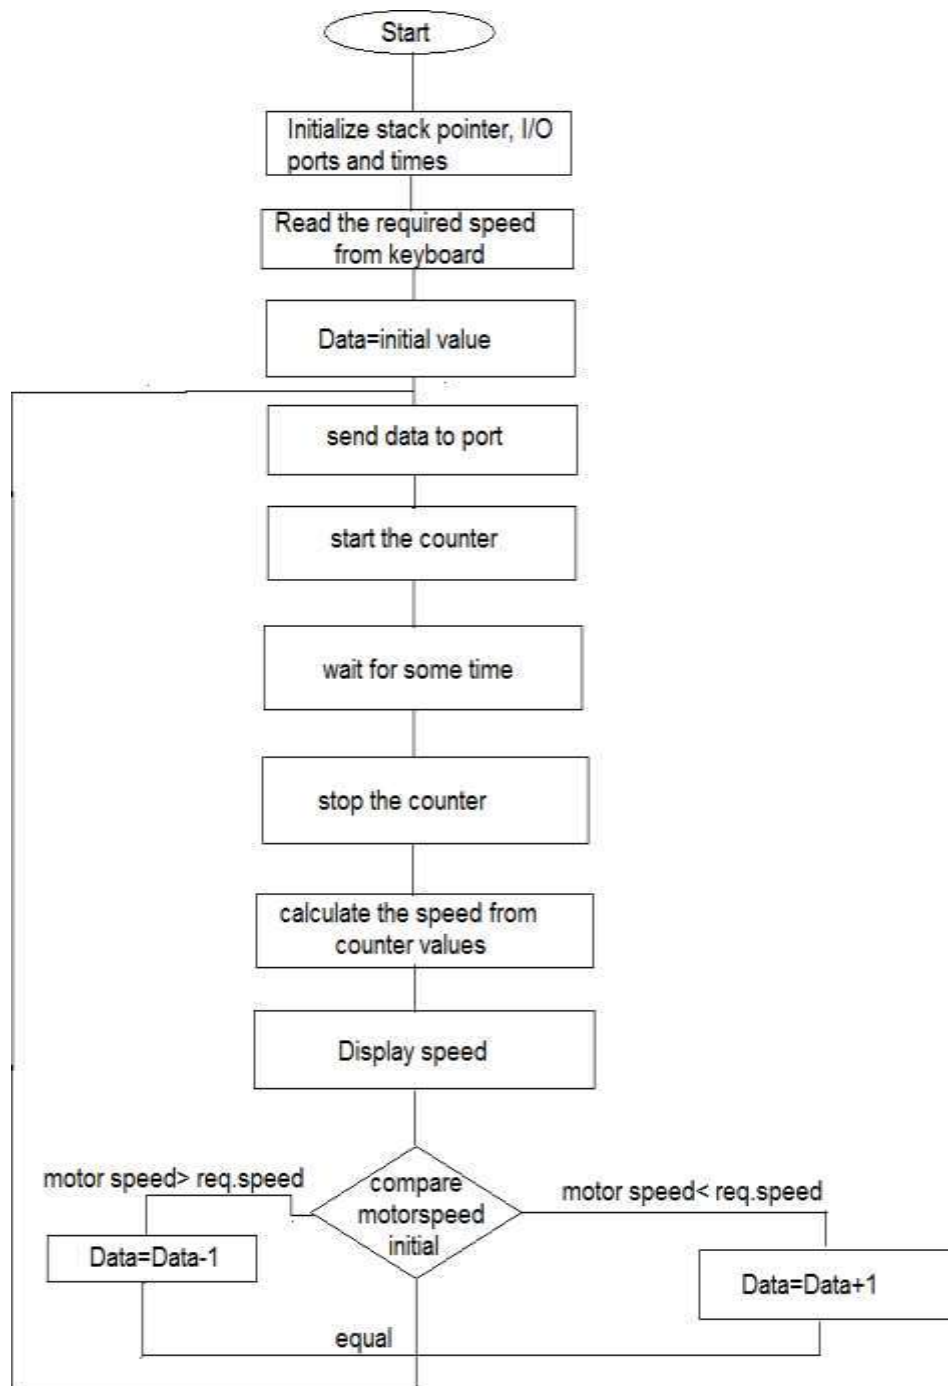 Start
Initialize stack pointer, I/O
ports and times
Read the required speed
from keyboard
Data=initial value
send data to port
start the counter
wait for some time
stop the counter
calculate the speed from
counter values
Display speed
compare
motorspeed
initial
motor speed> req.speed
motor speed< req.speed
Data=Data-1
Data=Data+1
equal